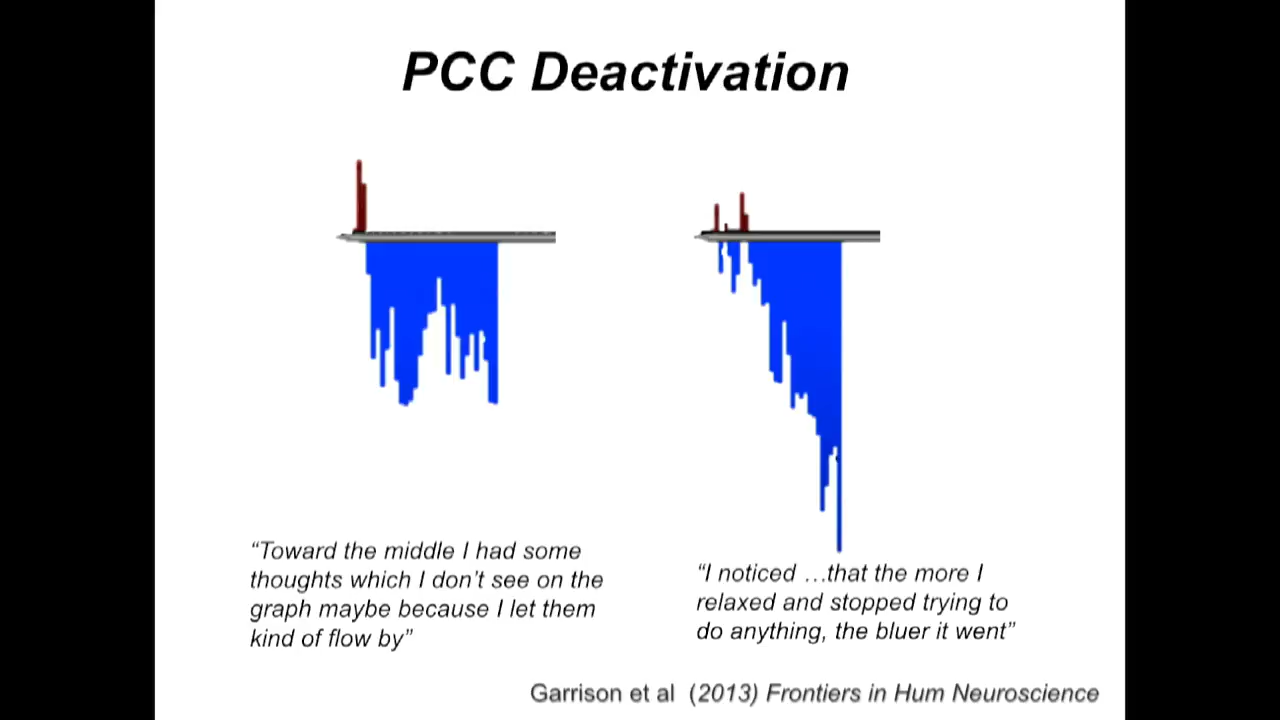 PCC Deactivation
“Toward the middle I had some
thoughts which I don’t see on the
graph maybe because I let them
kind of flow by”
“I noticed …that the more I
relaxed and stopped trying to
do anything, the bluer it went”
Garrison et al (2013) Frontiers in Hum Neuroscience